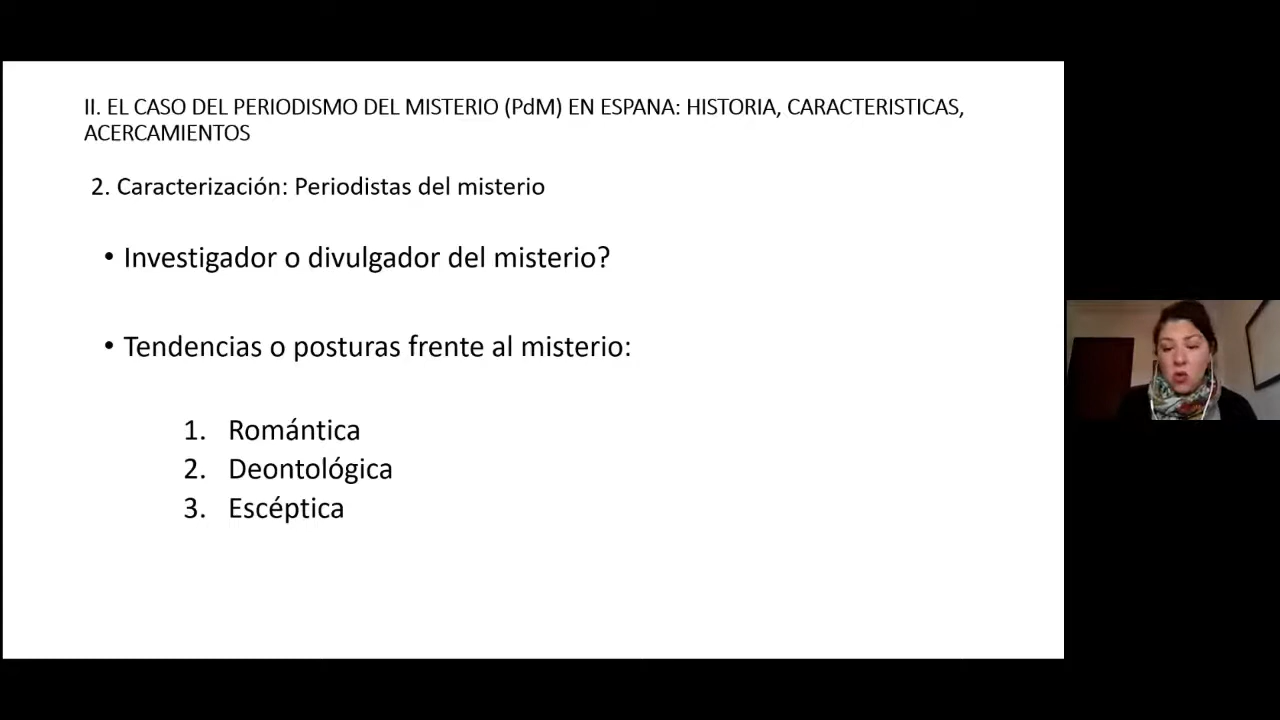 II. EL CASO DEL PERIODISMO DEL MISTERIO (PdM) EN ESPANA: HISTORIA, CARACTERISTICAS,
ACERCAMIENTOS
2. Caracterización: Periodistas del misterio
• Investigador o divulgador del misterio?
• Tendencias o posturas frente al misterio:
1. Romántica
2. Deontológica
3. Escéptica